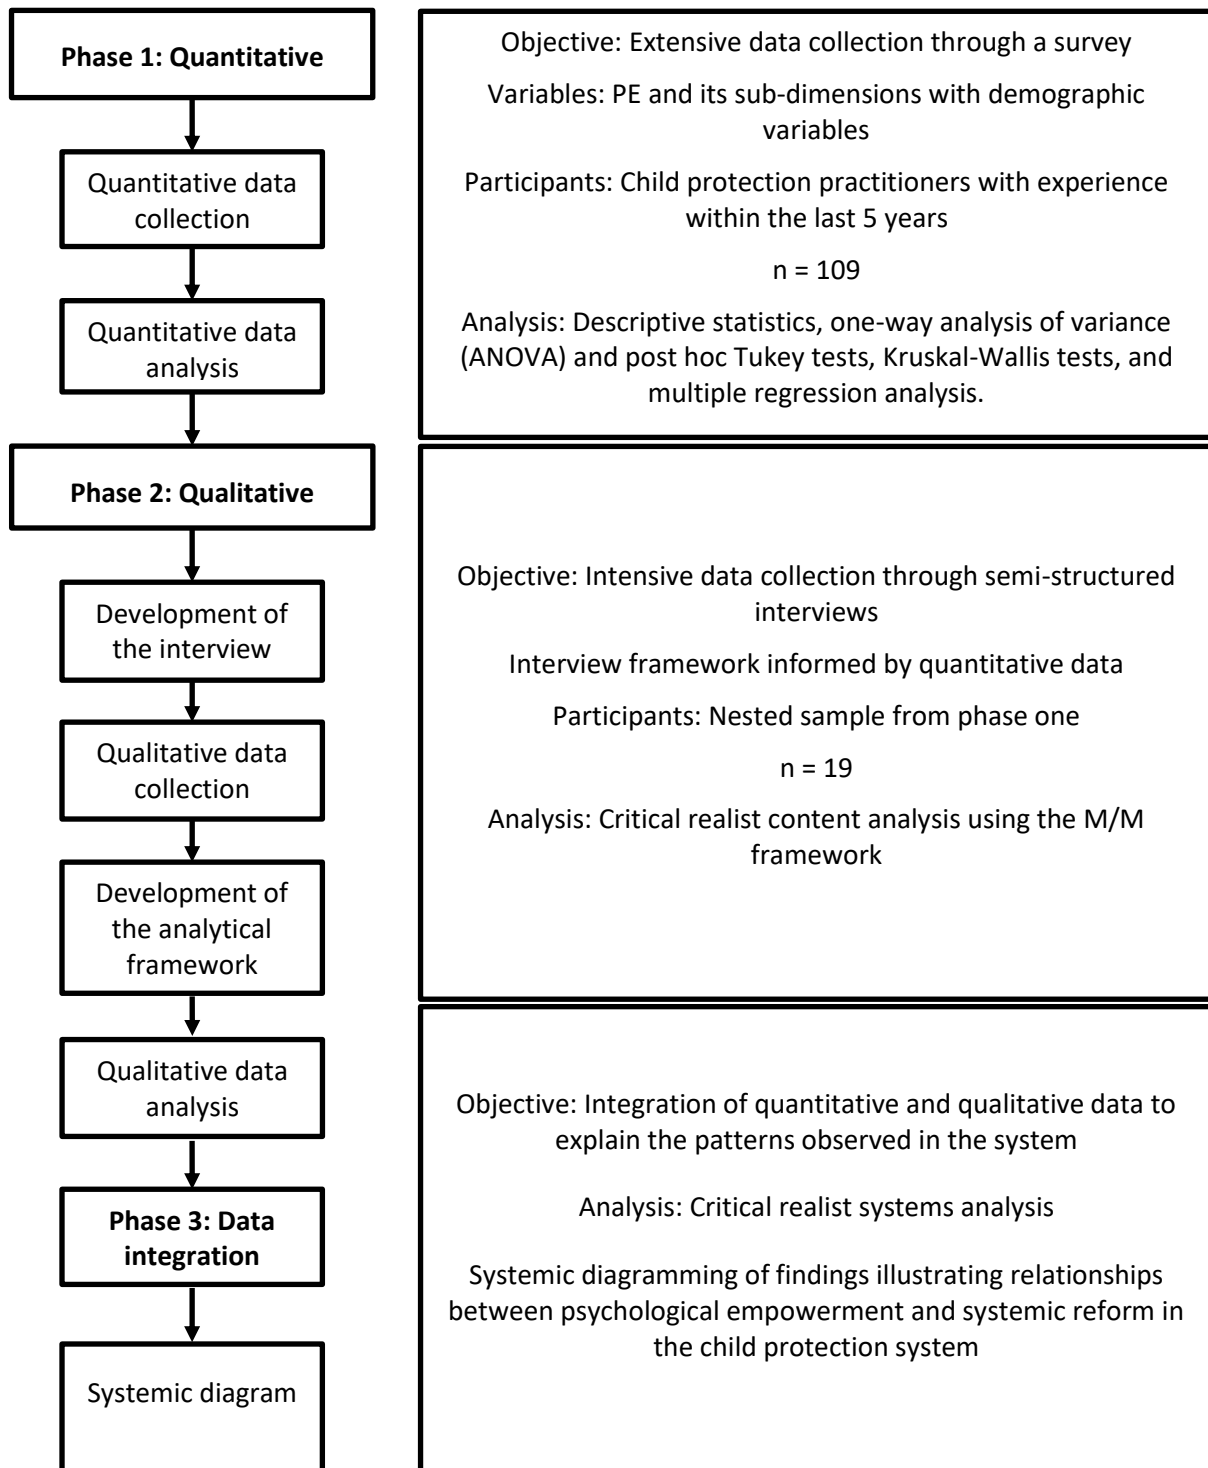 Phase 1: Quantitative
Quantitative data
collection
Quantitative data
analysis
Objective: Extensive data collection through a survey
Variables: PE and its sub-dimensions with demographic
variables
Participants: Child protection practitioners with experience
within the last 5 years
n = 109
Analysis: Descriptive statistics, one-way analysis of variance
(ANOVA) and post hoc Tukey tests, Kruskal-Wallis tests, and
multiple regression analysis.
Phase 2: Qualitative
Development of
the interview
Qualitative data
collection
Development of
the analytical
framework
Qualitative data
analysis
Objective: Intensive data collection through semi-structured
interviews
Interview framework informed by quantitative data
Participants: Nested sample from phase one
n = 19
Analysis: Critical realist content analysis using the M/M
framework
Phase 3: Data
integration
Systemic diagram
Objective: Integration of quantitative and qualitative data to
explain the patterns observed in the system
Analysis: Critical realist systems analysis
Systemic diagramming of findings illustrating relationships
between psychological empowerment and systemic reform in
the child protection system